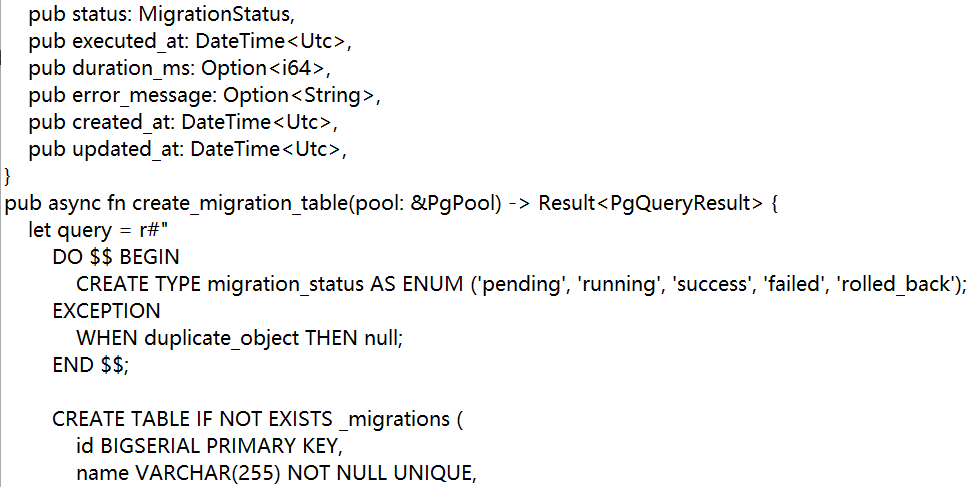 pub status: MigrationStatus,
pub executed_at: DateTime<Utc>,
pub duration_ms: Option<i64>,
pub error_message: Option<String>,
pub created_at: DateTime<Utc>,
pub updated_at: DateTime<Utc>,
}
pub async fn create_migration_table(pool: &PgPool) -> Result<PgQueryResult> {
let query = r#"
DO $$ BEGIN
CREATE TYPE migration_status AS ENUM ('pending', 'running', 'success', 'failed', 'rolled_back');
EXCEPTION
WHEN duplicate_object THEN null;
END $$;
CREATE TABLE IF NOT EXISTS _migrations (
id BIGSERIAL PRIMARY KEY,
name VARCHAR(255) NOT NULL UNIQUE,